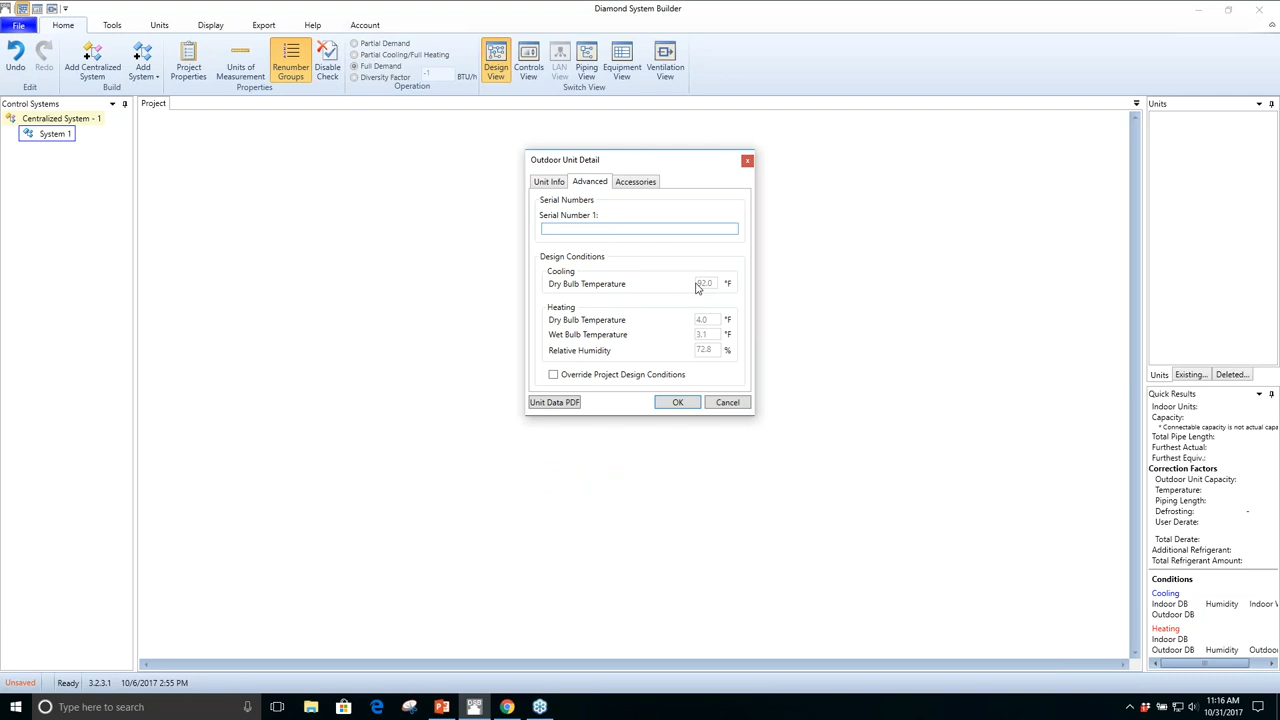 Diamond System Builder
File
Home
Tools
Units
Display
Export
Help
Account
Undo
Redo
Edit
Add Centralized
System
Add
System
Build
Project
Properties
Units of
Measurement
Renumber
Groups
Properties
Disable
Check
Partial Demand
Partial Cooling/Full Heating
Full Demand
Diversity Factor
-1
BTU/h
Operation
Design
View
Controls
View
LAN
View
Piping
View
Equipment
View
Ventilation
View
Switch View
Control Systems
Centralized System - 1
System 1
Project
Outdoor Unit Detail
x
Unit Info
Advanced
Accessories
Serial Numbers
Serial Number 1:
Design Conditions
Cooling
Dry Bulb Temperature
92.0
°F
Heating
Dry Bulb Temperature
4.0
°F
Wet Bulb Temperature
3.1
°F
Relative Humidity
72.8
%
Override Project Design Conditions
Unit Data PDF
OK
Cancel
Units
Units
Existing...
Deleted...
Quick Results
Indoor Units:
Capacity:
* Connectable capacity is not actual capa
Total Pipe Length:
Furthest Actual:
Furthest Equiv.:
Correction Factors
Outdoor Unit Capacity:
Temperature:
Piping Length:
Defrosting: -
User Derate:
Total Derate:
Additional Refrigerant:
Total Refrigerant Amount:
Conditions
Cooling
Indoor DB Humidity Indoor W
Outdoor DB
Heating
Indoor DB
Outdoor DB Humidity Outdoo
Unsaved
Ready
3.2.3.1
10/6/2017 2:55 PM
Type here to search
11:16 AM
10/31/2017